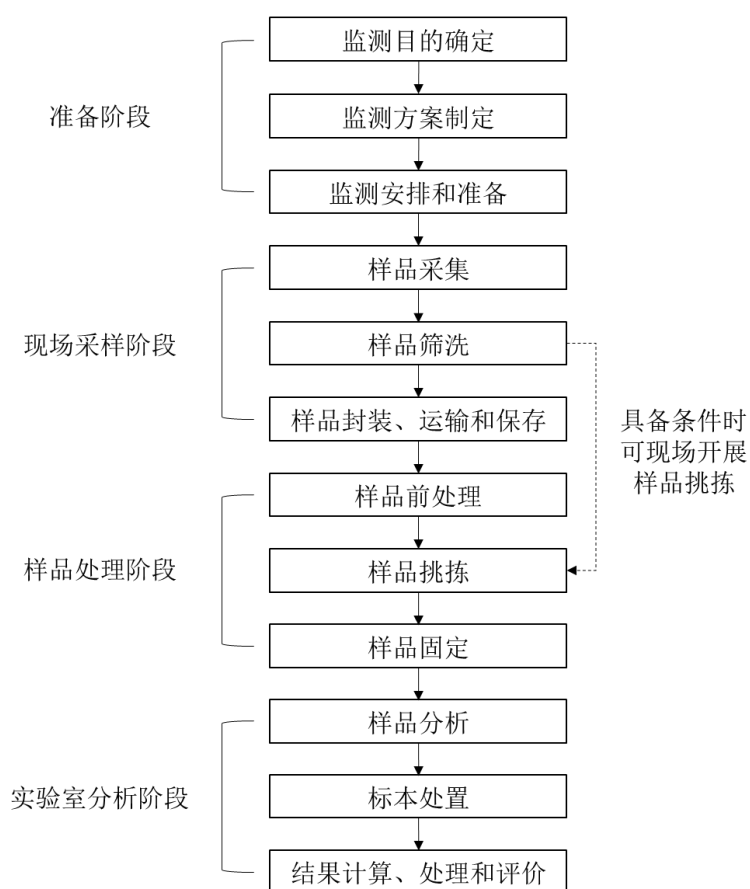 监测目的确定
准备阶段
监测方案制定
监测安排和准备
样品采集
现场采样阶段
样品筛洗
样品封装、运输和保存
具备条件时
可现场开展
样品挑拣
样品前处理
样品处理阶段
样品挑拣
样品固定
样品分析
实验室分析阶段
标本处置
结果计算、处理和评价